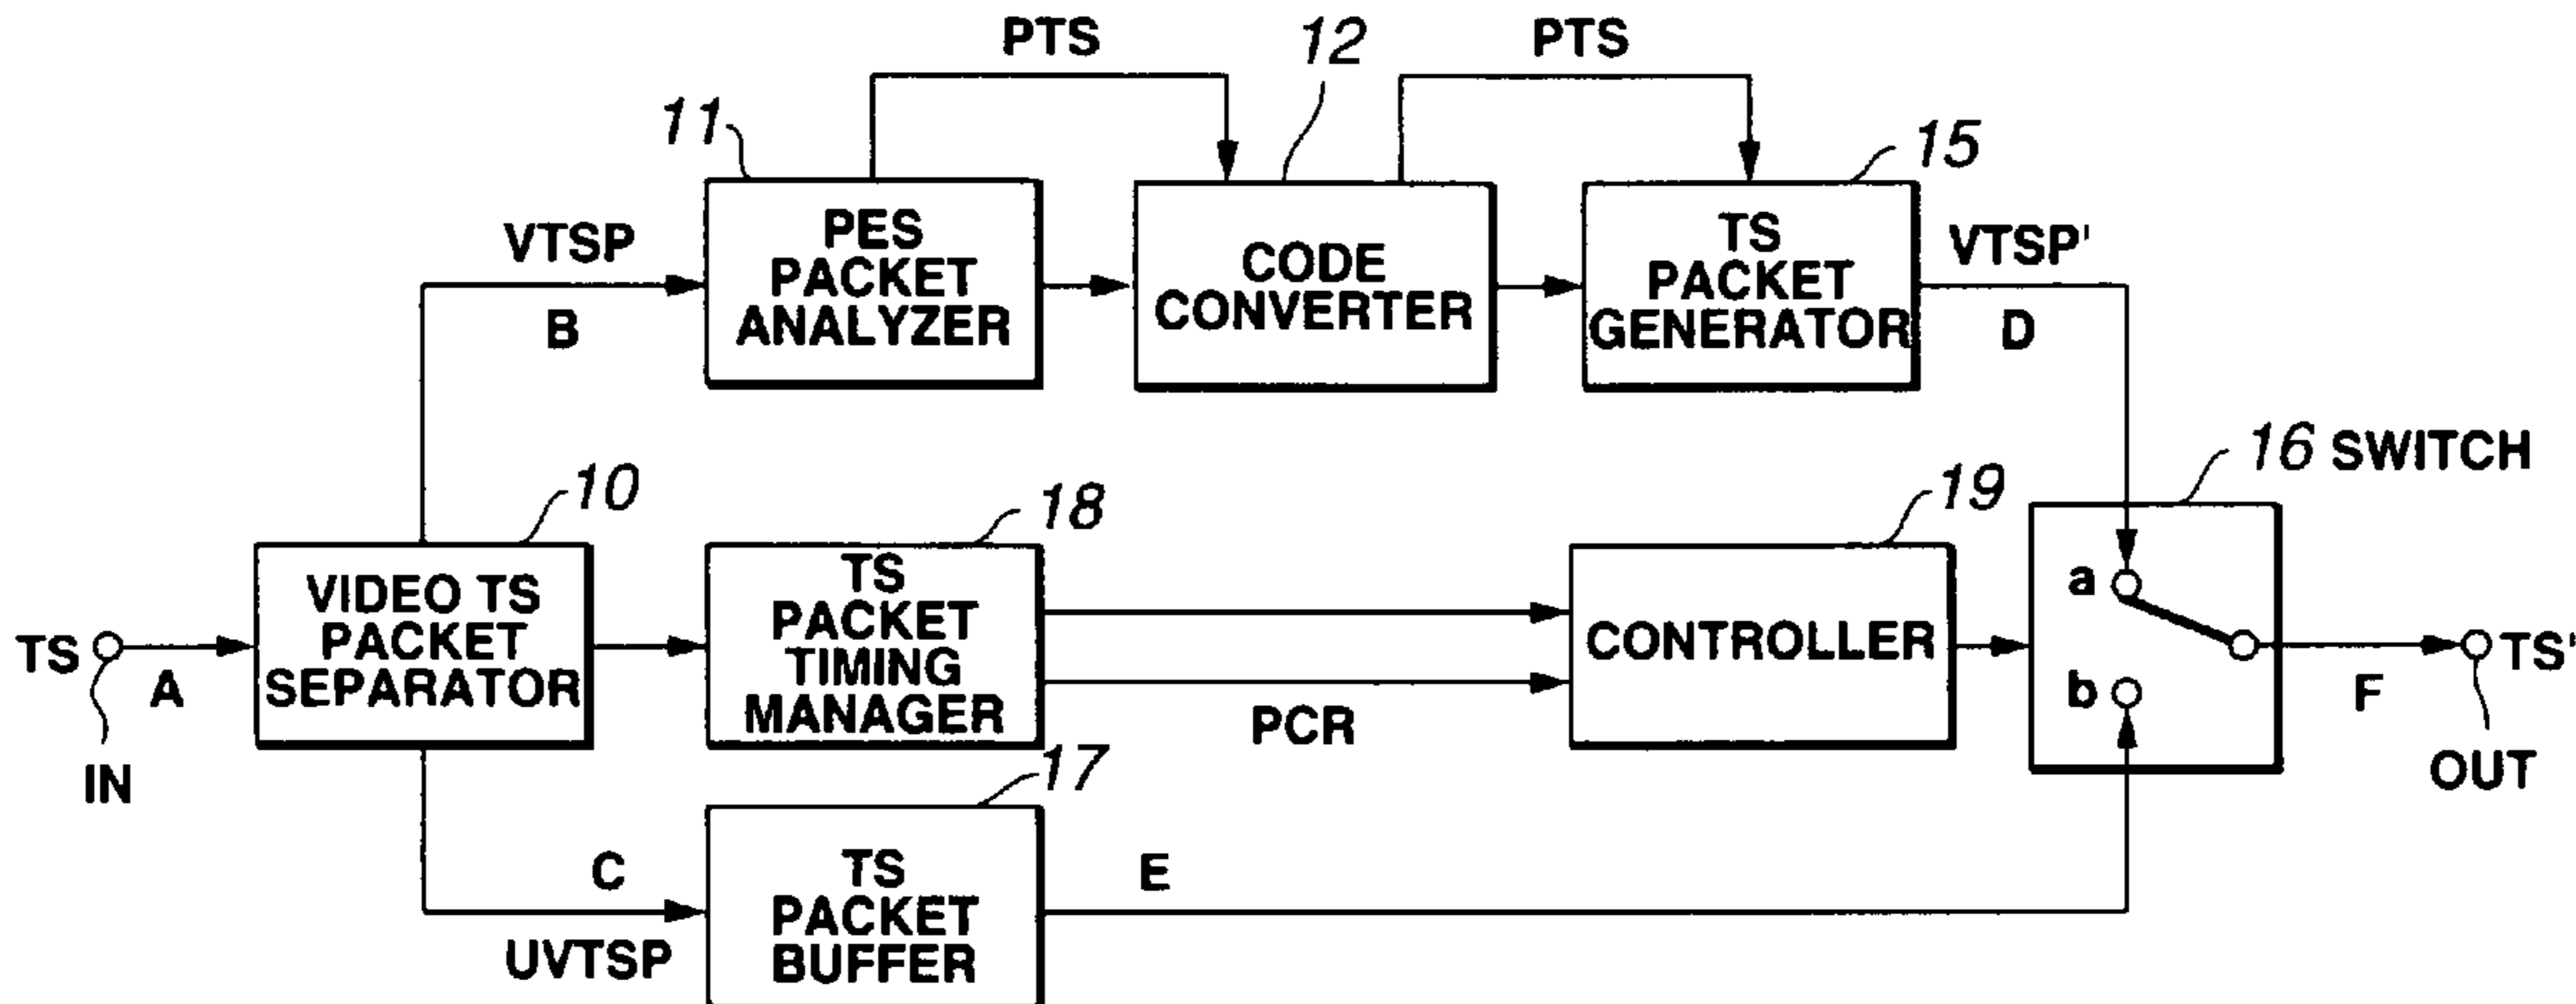 PTS
12
PTS
11
15
PES
PACKET
ANALYZER
CODE
CONVERTER
TS
PACKET
GENERATOR
VTSP
B
VTSP'
D
10
18
19
16 SWITCH
VIDEO TS
PACKET
SEPARATOR
TS
PACKET
TIMING
MANAGER
CONTROLLER
a
b
TS
A
IN
PCR
F
TS'
OUT
17
C
UVTSP
TS
PACKET
BUFFER
E